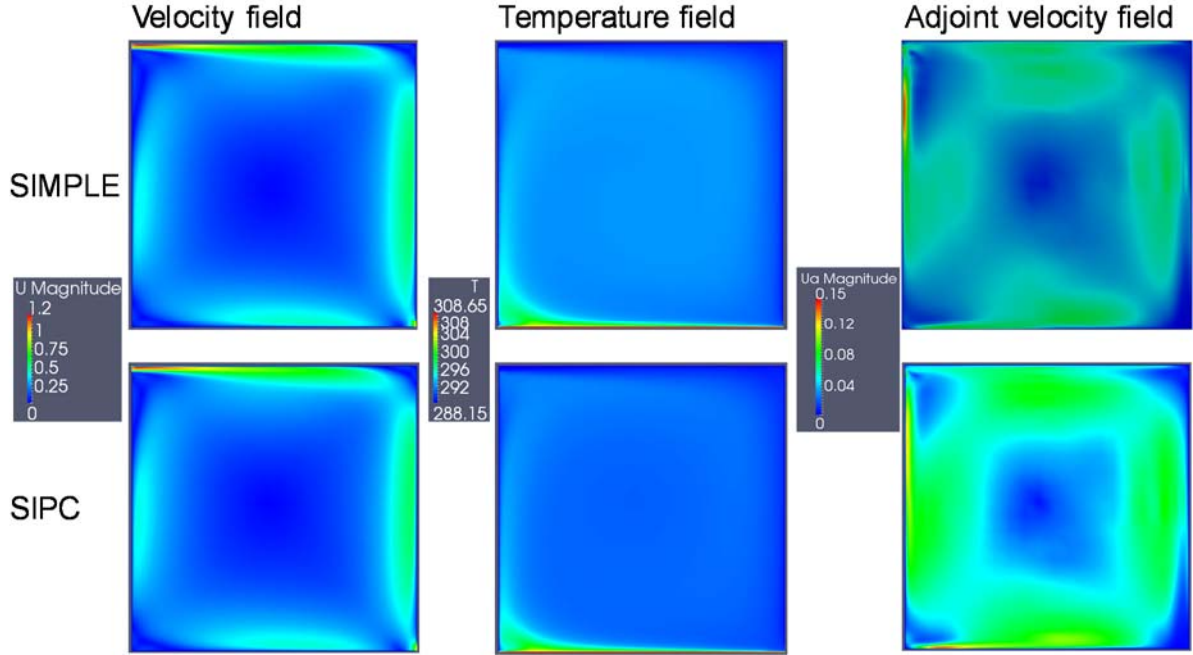 Velocity field
Temperature field
Adjoint velocity field
SIMPLE
U Magnitude
1.2
1
0.75
0.5
0.25
0
T
308.65
308
304
300
296
292
288.15
Ua Magnitude
0.15
0.12
0.08
0.04
0
SIPC